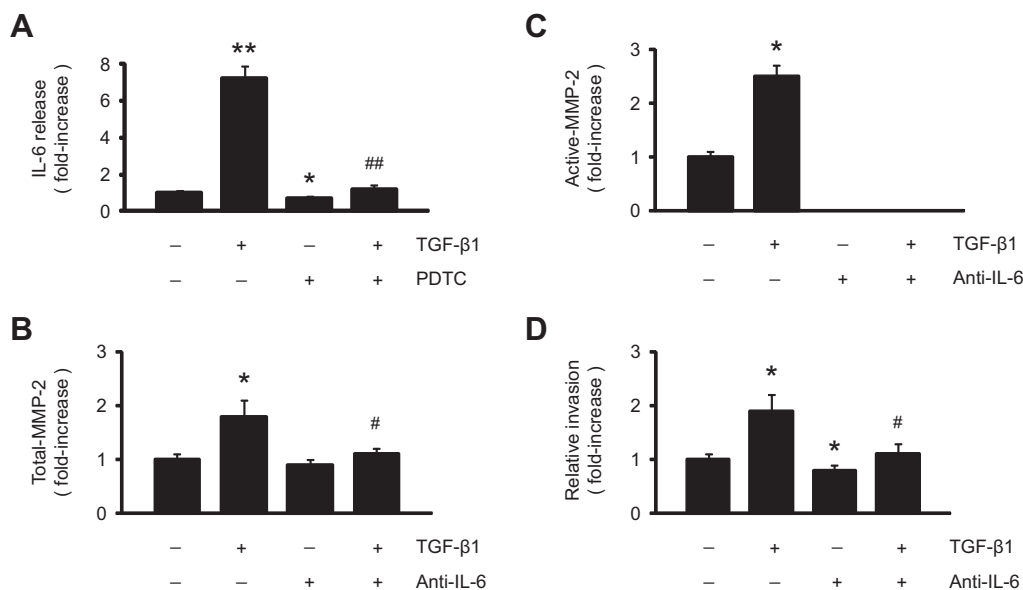 A
IL-6 release
( fold-increase )
8
6
4
2
0
**
*
##
– + – + TGF-β1
– – + + PDTC
B
Total-MMP-2
( fold-increase )
3
2
1
0
*
#
– + – + TGF-β1
– – + + Anti-IL-6
C
Active-MMP-2
( fold-increase )
3
2
1
0
*
– + – + TGF-β1
– – + + Anti-IL-6
D
Relative invasion
( fold-increase )
3
2
1
0
*
*
#
– + – + TGF-β1
– – + + Anti-IL-6